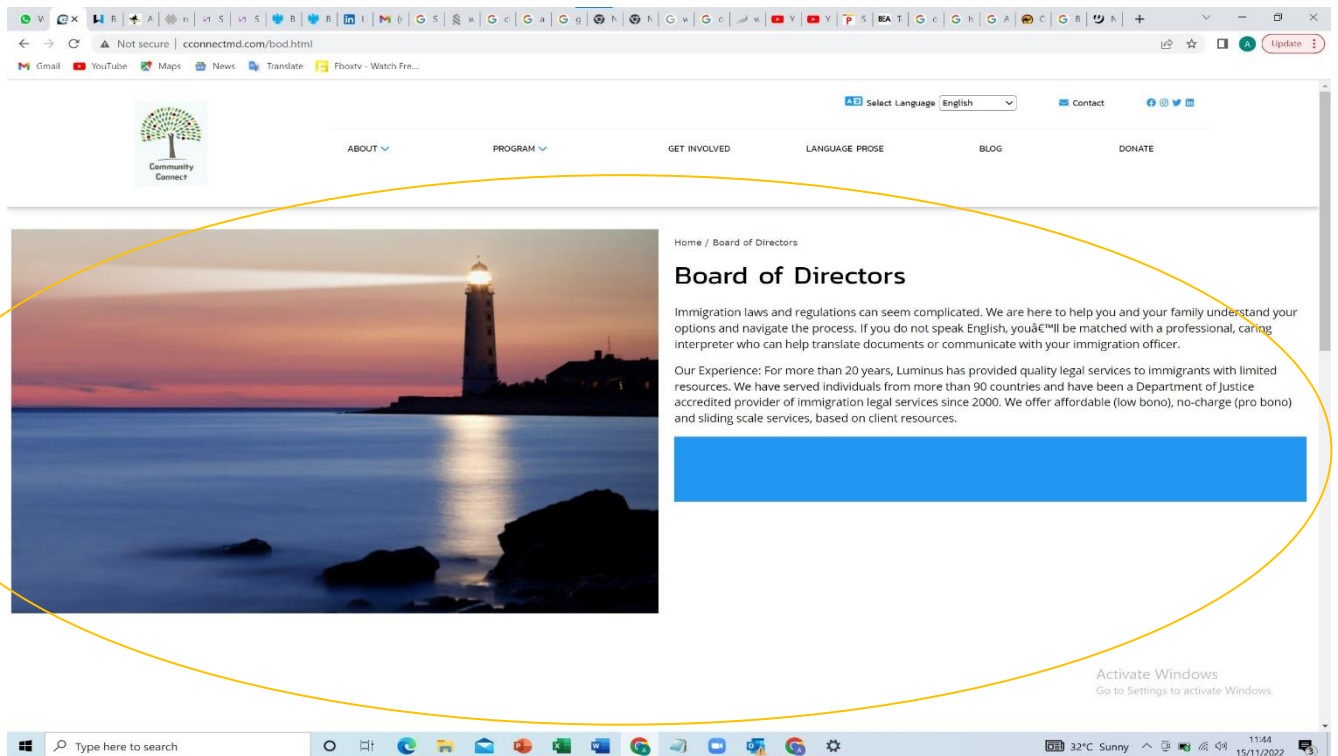 Not secure | cconnectmd.com/bod.html
Update
Gmail YouTube Maps News Translate Fboxtv - Watch Fre...
Select Language English Contact
Community
Connect
ABOUT PROGRAM GET INVOLVED LANGUAGE PROSE BLOG DONATE
Home / Board of Directors
Board of Directors
Immigration laws and regulations can seem complicated. We are here to help you and your family understand your
options and navigate the process. If you do not speak English, youâ€™ll be matched with a professional, caring
interpreter who can help translate documents or communicate with your immigration officer.
Our Experience: For more than 20 years, Luminus has provided quality legal services to immigrants with limited
resources. We have served individuals from more than 90 countries and have been a Department of Justice
accredited provider of immigration legal services since 2000. We offer affordable (low bono), no-charge (pro bono)
and sliding scale services, based on client resources.
Activate Windows
Go to Settings to activate Windows.
Type here to search
32°C Sunny
11:44
15/11/2022